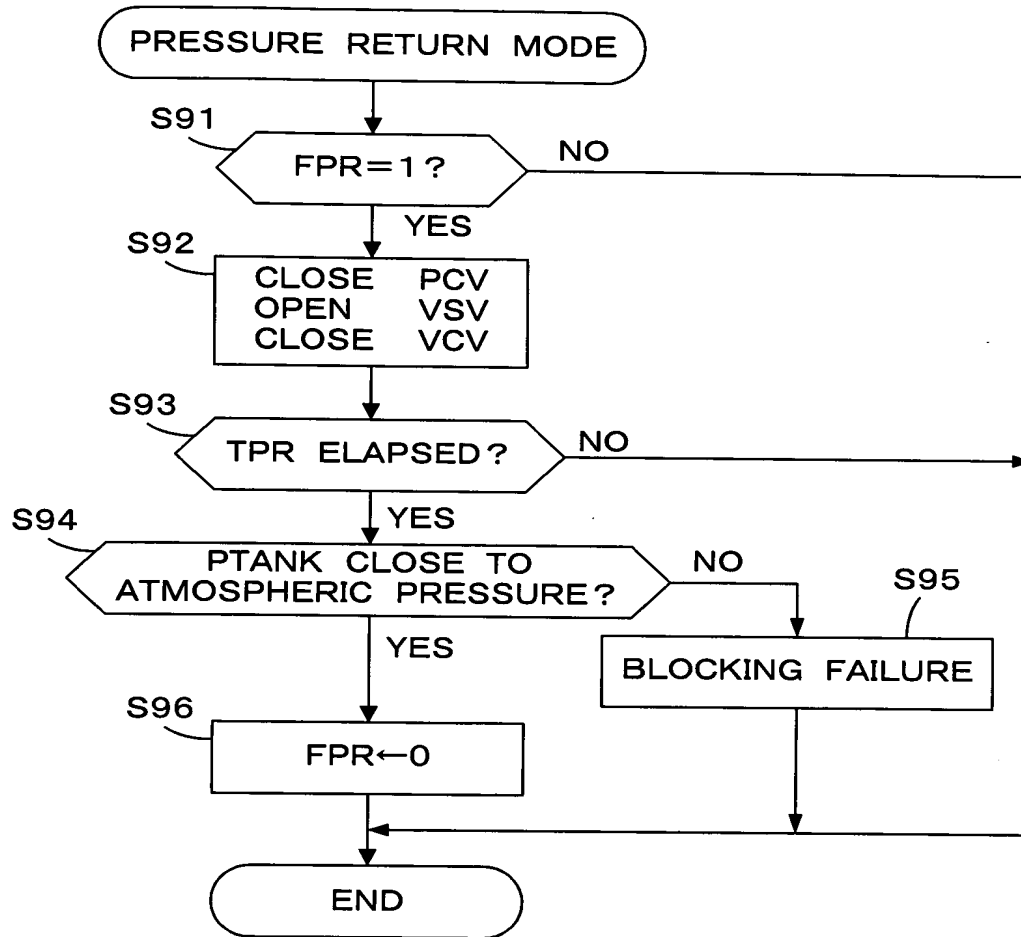 PRESSURE RETURN MODE
S91
FPR=1?
NO
YES
S92
CLOSE PCV
OPEN VSV
CLOSE VCV
S93
TPR ELAPSED?
NO
YES
S94
PTANK CLOSE TO
ATMOSPHERIC PRESSURE?
NO
S95
YES
BLOCKING FAILURE
S96
FPR←0
END